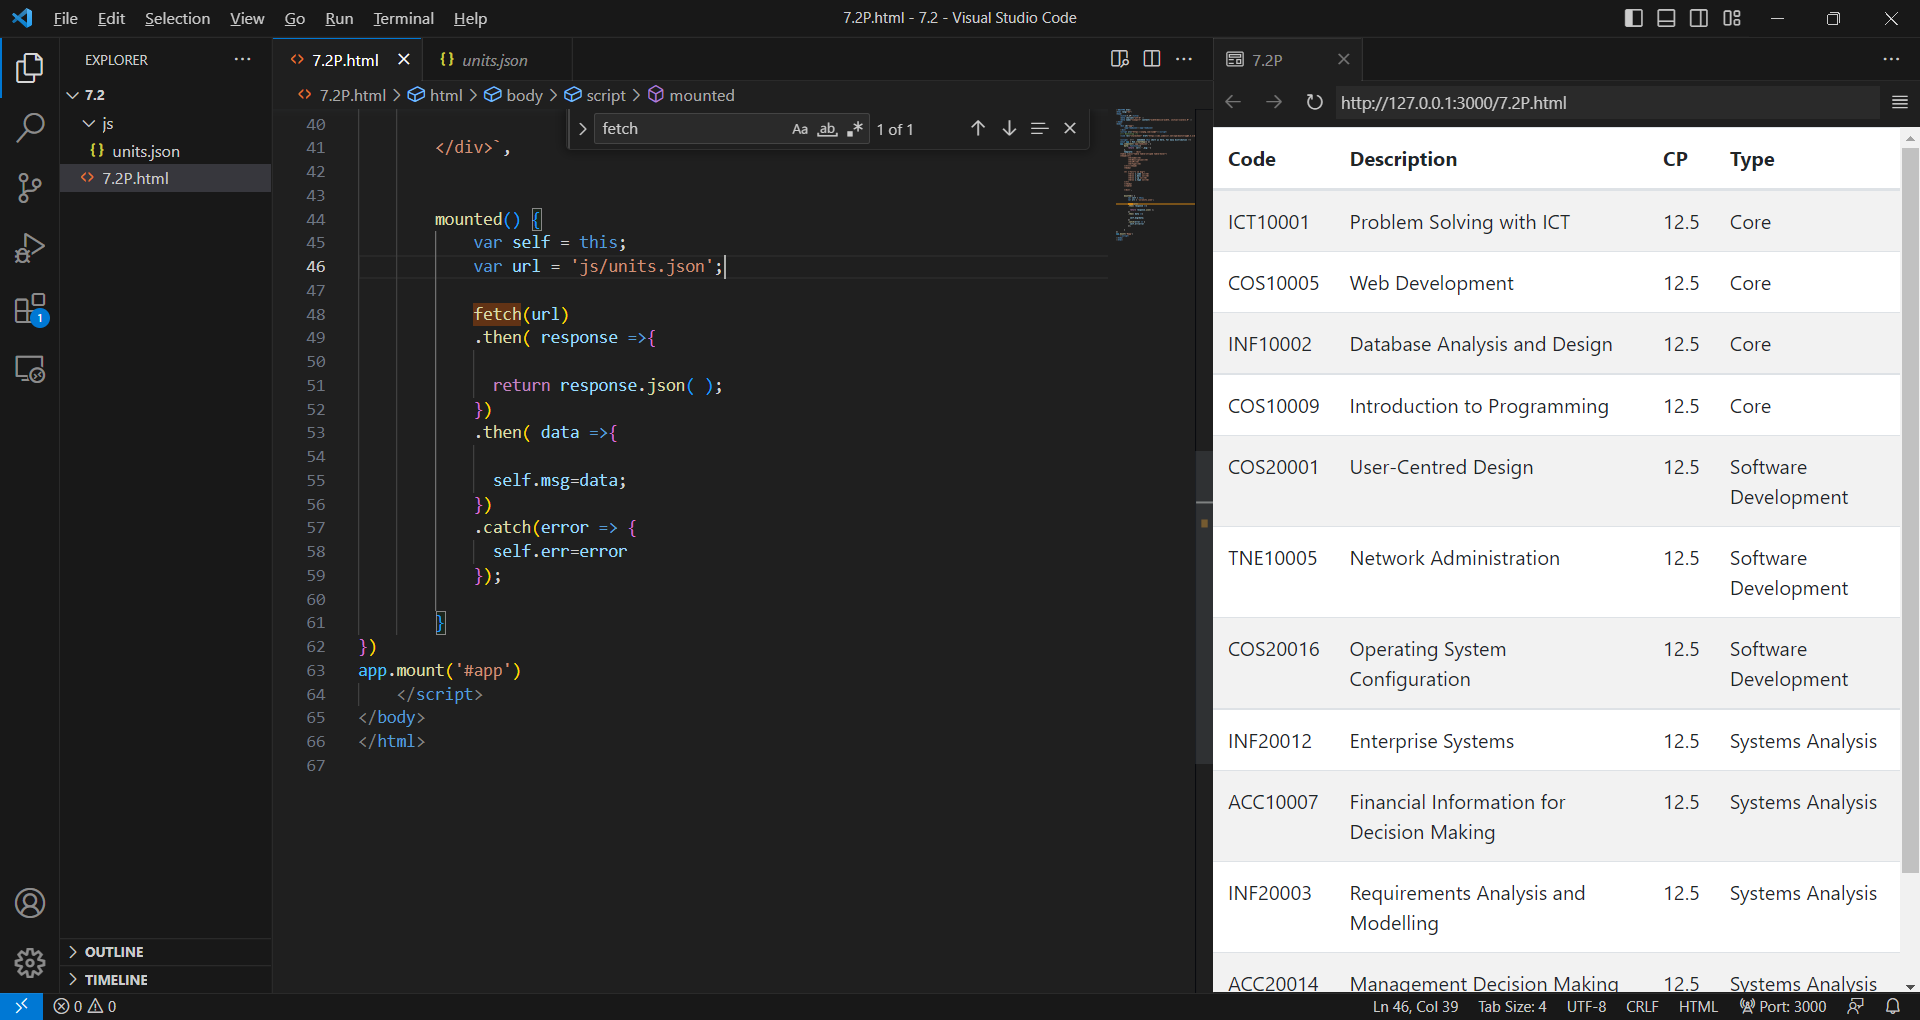 File Edit Selection View Go Run Terminal Help
7.2P.html - 7.2 - Visual Studio Code
EXPLORER
7.2
js
units.json
7.2P.html
OUTLINE
TIMELINE
7.2P.html
units.json
7.2P.html > html > body > script > mounted
fetch
Aa ab .* 1 of 1
40
41 </div>`,
42
43
44 mounted() {
45 var self = this;
46 var url = 'js/units.json';
47
48 fetch(url)
49 .then( response =>{
50
51 return response.json( );
52 })
53 .then( data =>{
54
55 self.msg=data;
56 })
57 .catch(error => {
58 self.err=error
59 });
60
61 }
62 })
63 app.mount('#app')
64 </script>
65 </body>
66 </html>
67
7.2P
http://127.0.0.1:3000/7.2P.html
Code Description CP Type
ICT10001 Problem Solving with ICT 12.5 Core
COS10005 Web Development 12.5 Core
INF10002 Database Analysis and Design 12.5 Core
COS10009 Introduction to Programming 12.5 Core
COS20001 User-Centred Design 12.5 Software
Development
TNE10005 Network Administration 12.5 Software
Development
COS20016 Operating System 12.5 Software
Configuration Development
INF20012 Enterprise Systems 12.5 Systems Analysis
ACC10007 Financial Information for 12.5 Systems Analysis
Decision Making
INF20003 Requirements Analysis and 12.5 Systems Analysis
Modelling
ACC20014 Management Decision Making 12.5 Systems Analysis
1
0 0
Ln 46, Col 39 Tab Size: 4 UTF-8 CRLF HTML Port: 3000